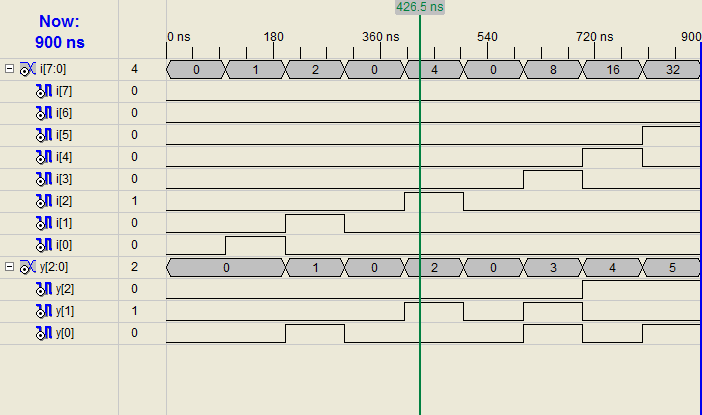 426.5 ns
Now:
900 ns
0 ns 180 360 ns 540 720 ns 900
i[7:0] 4 0 1 2 0 4 0 8 16 32
i[7] 0
i[6] 0
i[5] 0
i[4] 0
i[3] 0
i[2] 1
i[1] 0
i[0] 0
y[2:0] 2 0 1 0 2 0 3 4 5
y[2] 0
y[1] 1
y[0] 0